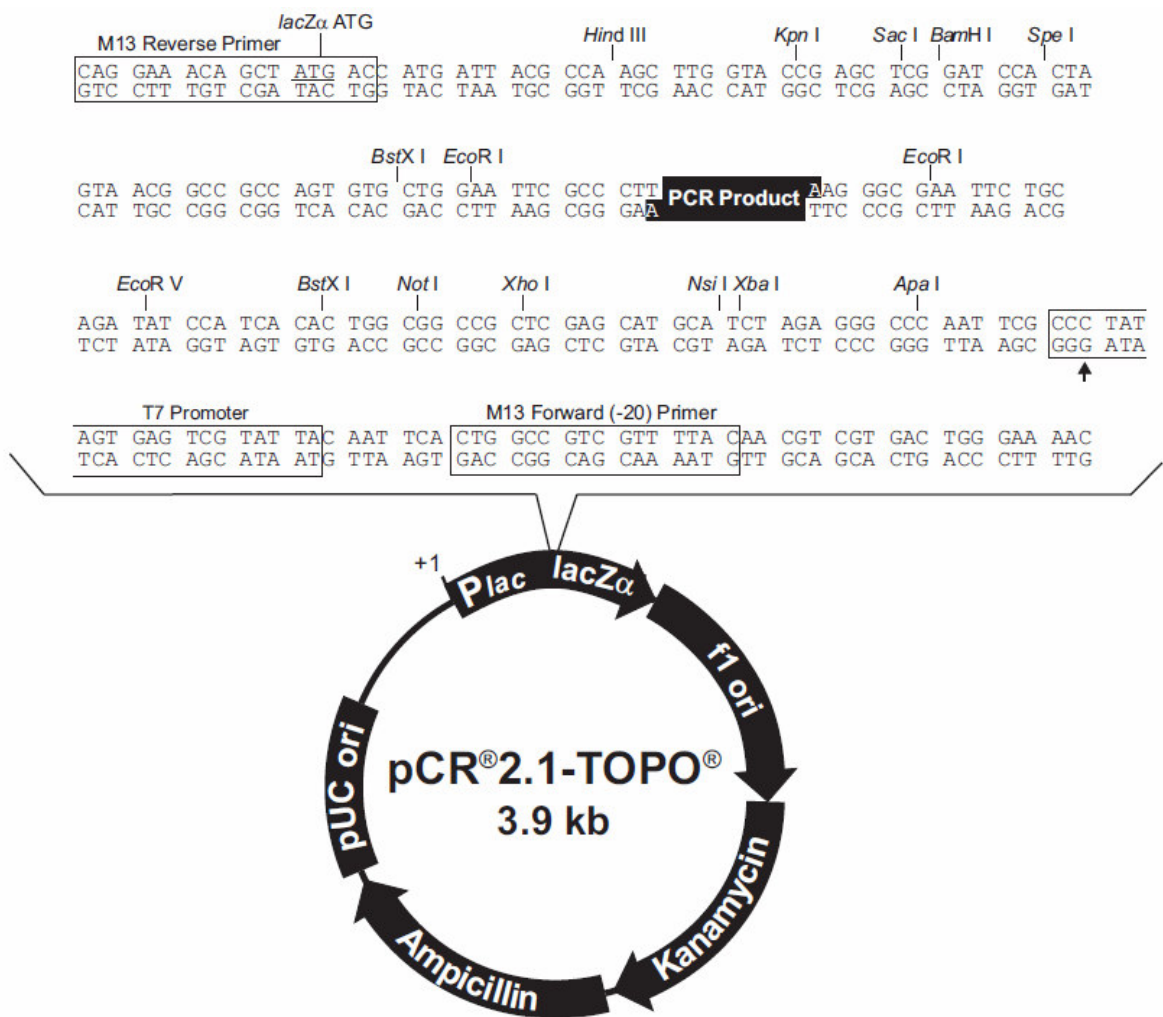 lacZα ATG
M13 Reverse Primer
Hind III Kpn I Sac I BamH I Spe I
CAG GAA ACA GCT ATG ACC ATG ATT ACG CCA AGC TTG GTA CCG AGC TCG GAT CCA CTA
GTC CTT TGT CGA TAC TGG TAC TAA TGC GGT TCG AAC CAT GGC TCG AGC CTA GGT GAT
BstX I EcoR I EcoR I
GTA ACG GCC GCC AGT GTG CTG GAA TTC GCC CTT PCR Product AAG GGC GAA TTC TGC
CAT TGC CGG CGG TCA CAC GAC CTT AAG CGG GAA TTC CCG CTT AAG ACG
EcoR V BstX I Not I Xho I Nsi I Xba I Apa I
AGA TAT CCA TCA CAC TGG CGG CCG CTC GAG CAT GCA TCT AGA GGG CCC AAT TCG CCC TAT
TCT ATA GGT AGT GTG ACC GCC GGC GAG CTC GTA CGT AGA TCT CCC GGG TTA AGC GGG ATA
T7 Promoter M13 Forward (-20) Primer
AGT GAG TCG TAT TAC AAT TCA CTG GCC GTC GTT TTA CAA CGT CGT GAC TGG GAA AAC
TCA CTC AGC ATA ATG TTA AGT GAC CGG CAG CAA AAT GTT GCA GCA CTG ACC CTT TTG
+1
Plac lacZα
f1 ori
pUC ori
pCR®2.1-TOPO®
3.9 kb
Kanamycin
Ampicillin